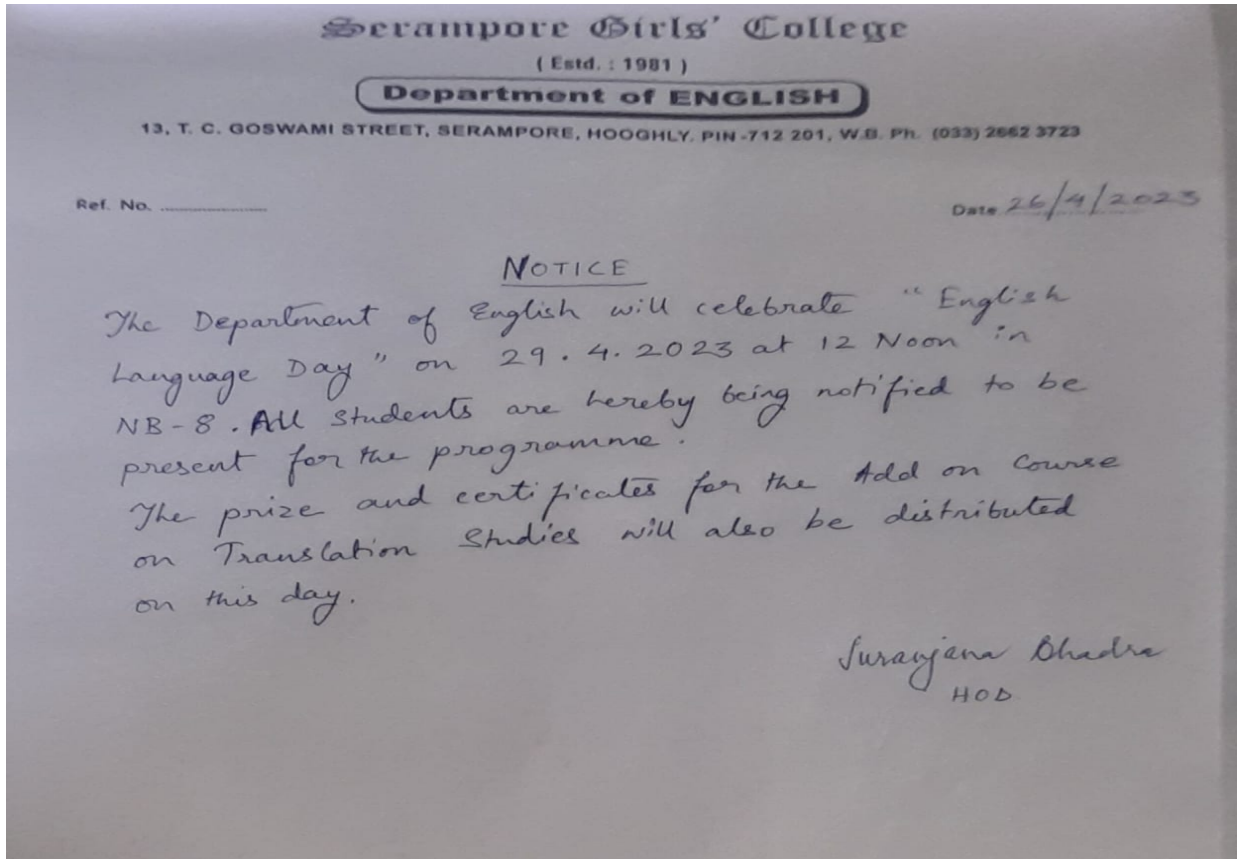 Serampore Girls' College
( Estd. : 1981 )
Department of ENGLISH
13, T. C. GOSWAMI STREET, SERAMPORE, HOOGHLY. PIN -712 201, W.B. Ph. (033) 2662 3723
Ref. No. ......................
Date 26/4/2023
NOTICE
The Department of English will celebrate "English
Language Day" on 29.4.2023 at 12 Noon in
NB-8. All students are hereby being notified to be
present for the programme.
The prize and certificates for the Add on Course
on Translation Studies will also be distributed
on this day.
Suranjana Bhadra
HOD